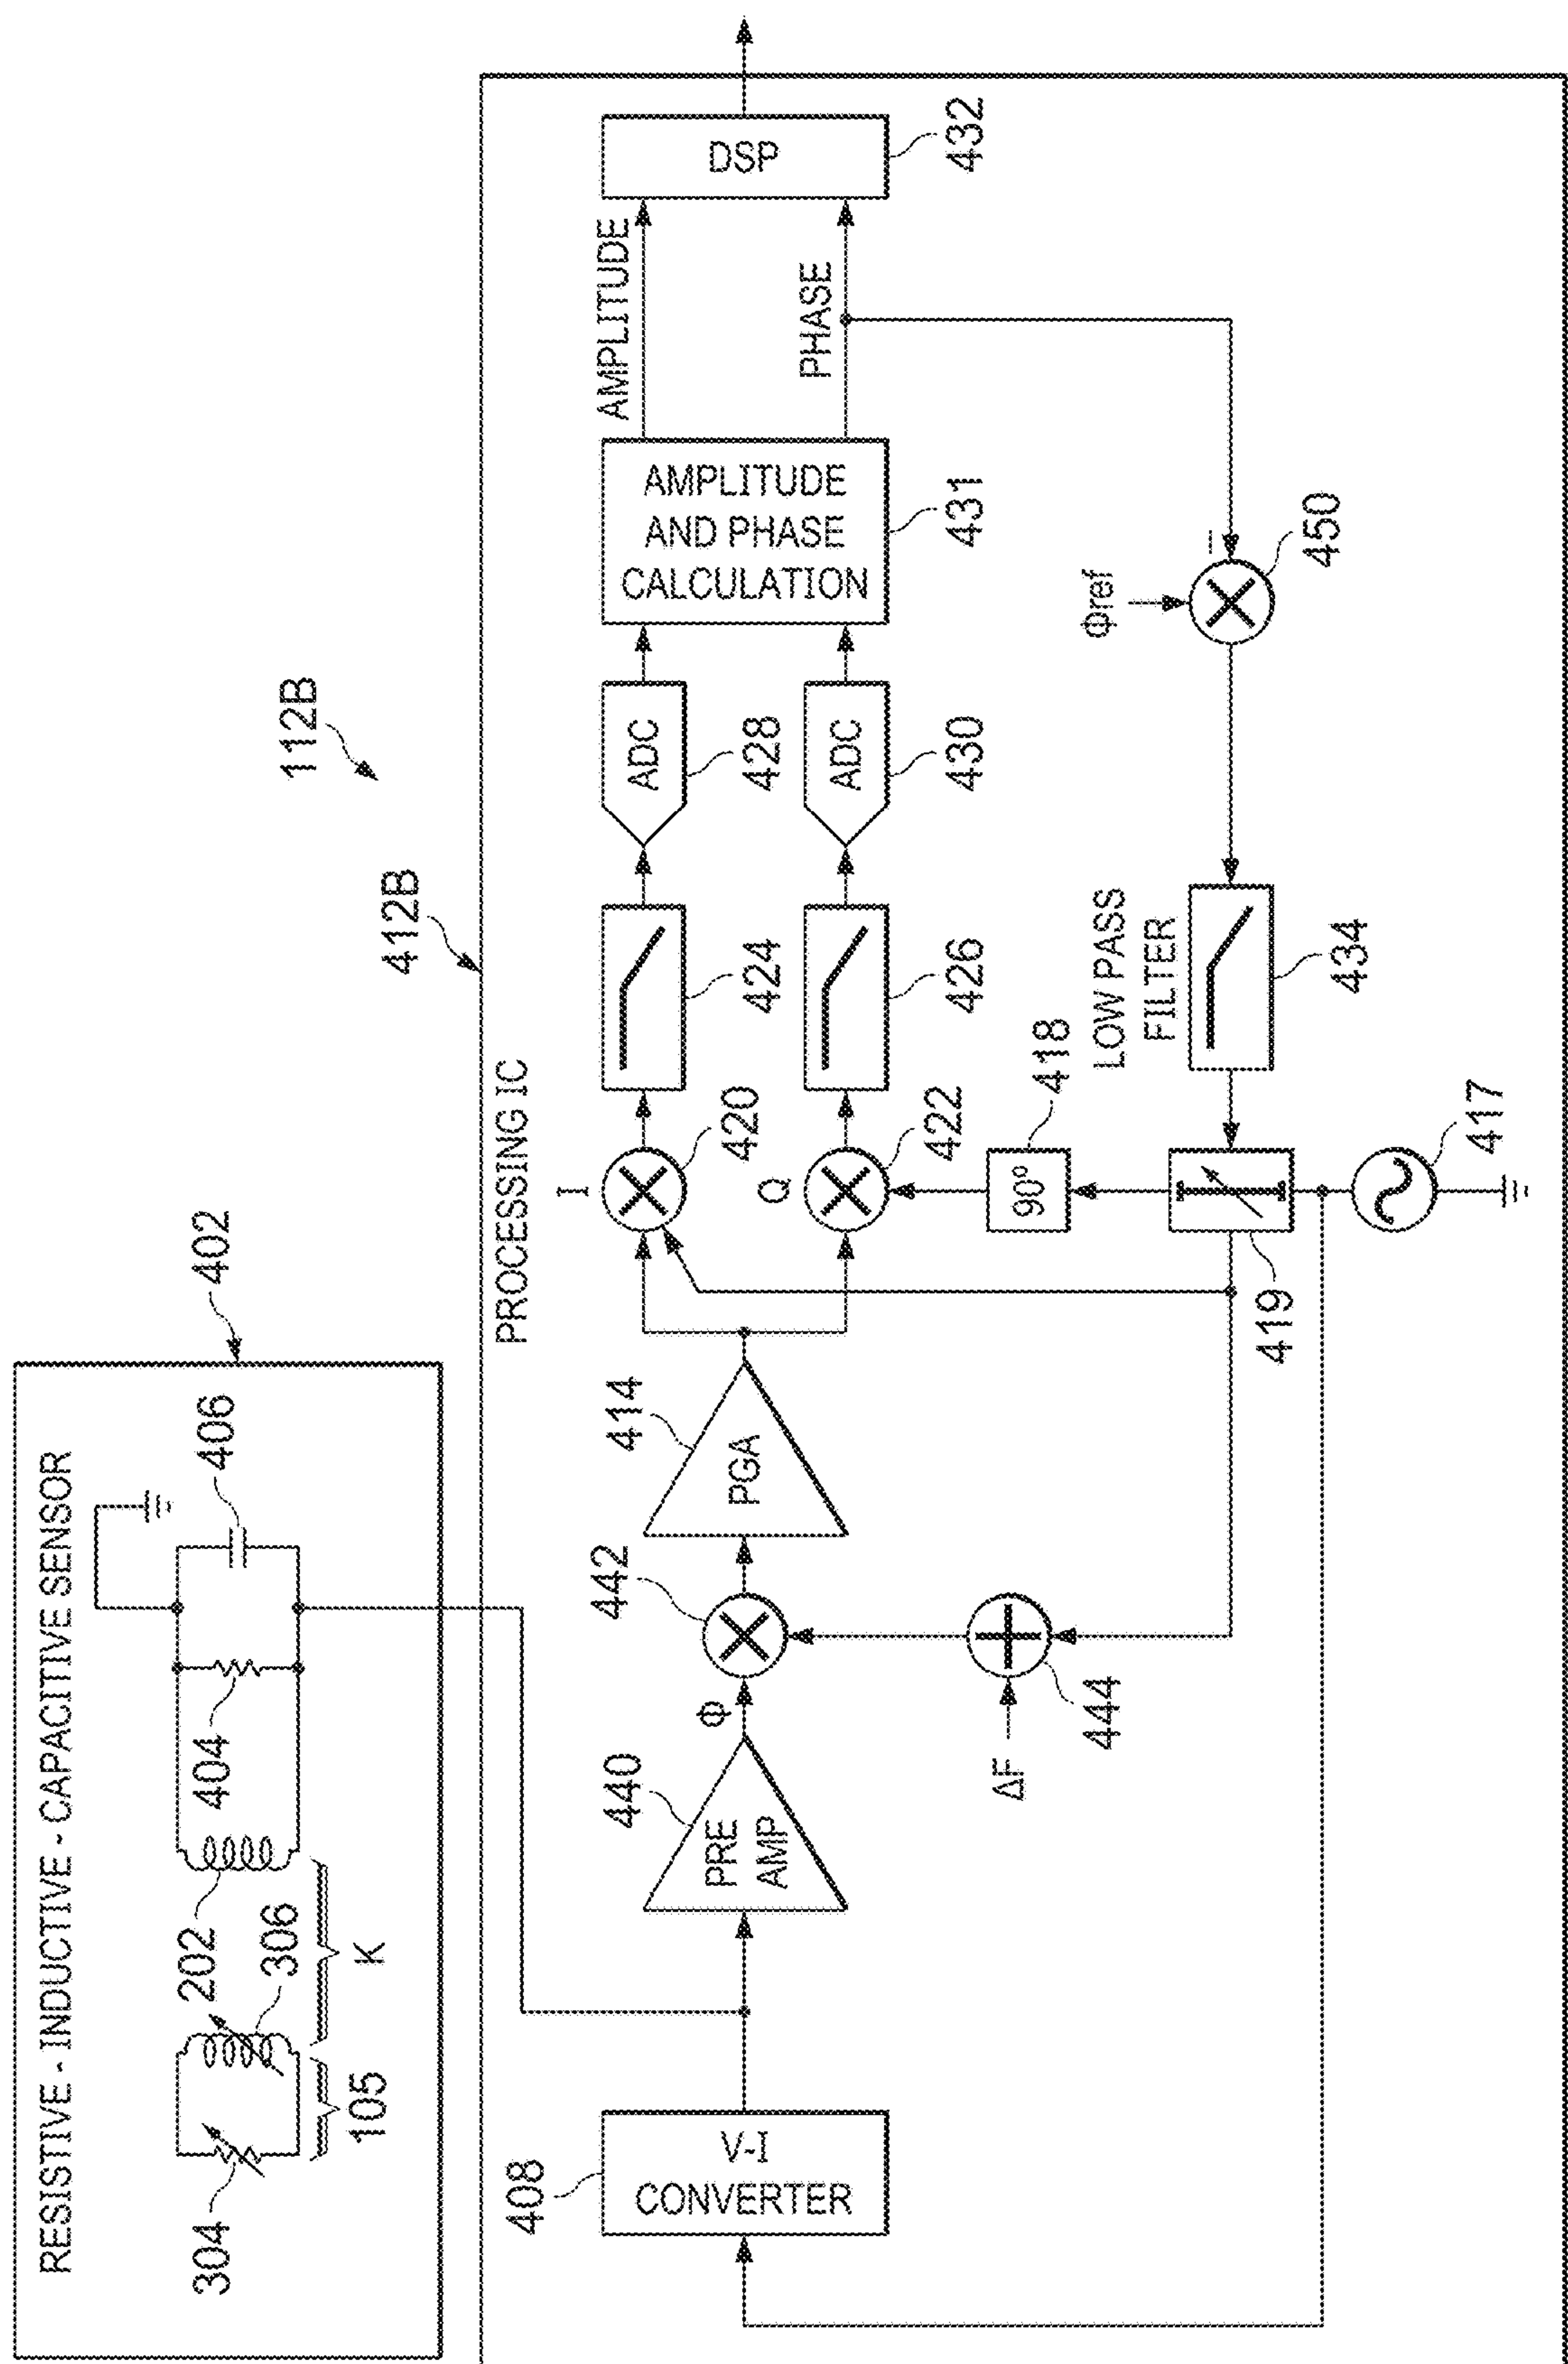 112B
RESISTIVE - INDUCTIVE - CAPACITIVE SENSOR
402
304
105
306
202
K
404
406
412B
PROCESSING IC
408
V-I
CONVERTER
440
PRE
AMP
Φ
442
ΔF
444
414
PGA
I
420
Q
422
418
90°
419
417
424
426
ADC
428
ADC
430
AMPLITUDE
AND PHASE
CALCULATION
431
AMPLITUDE
PHASE
DSP
432
LOW PASS
FILTER
434
Φref
–
450